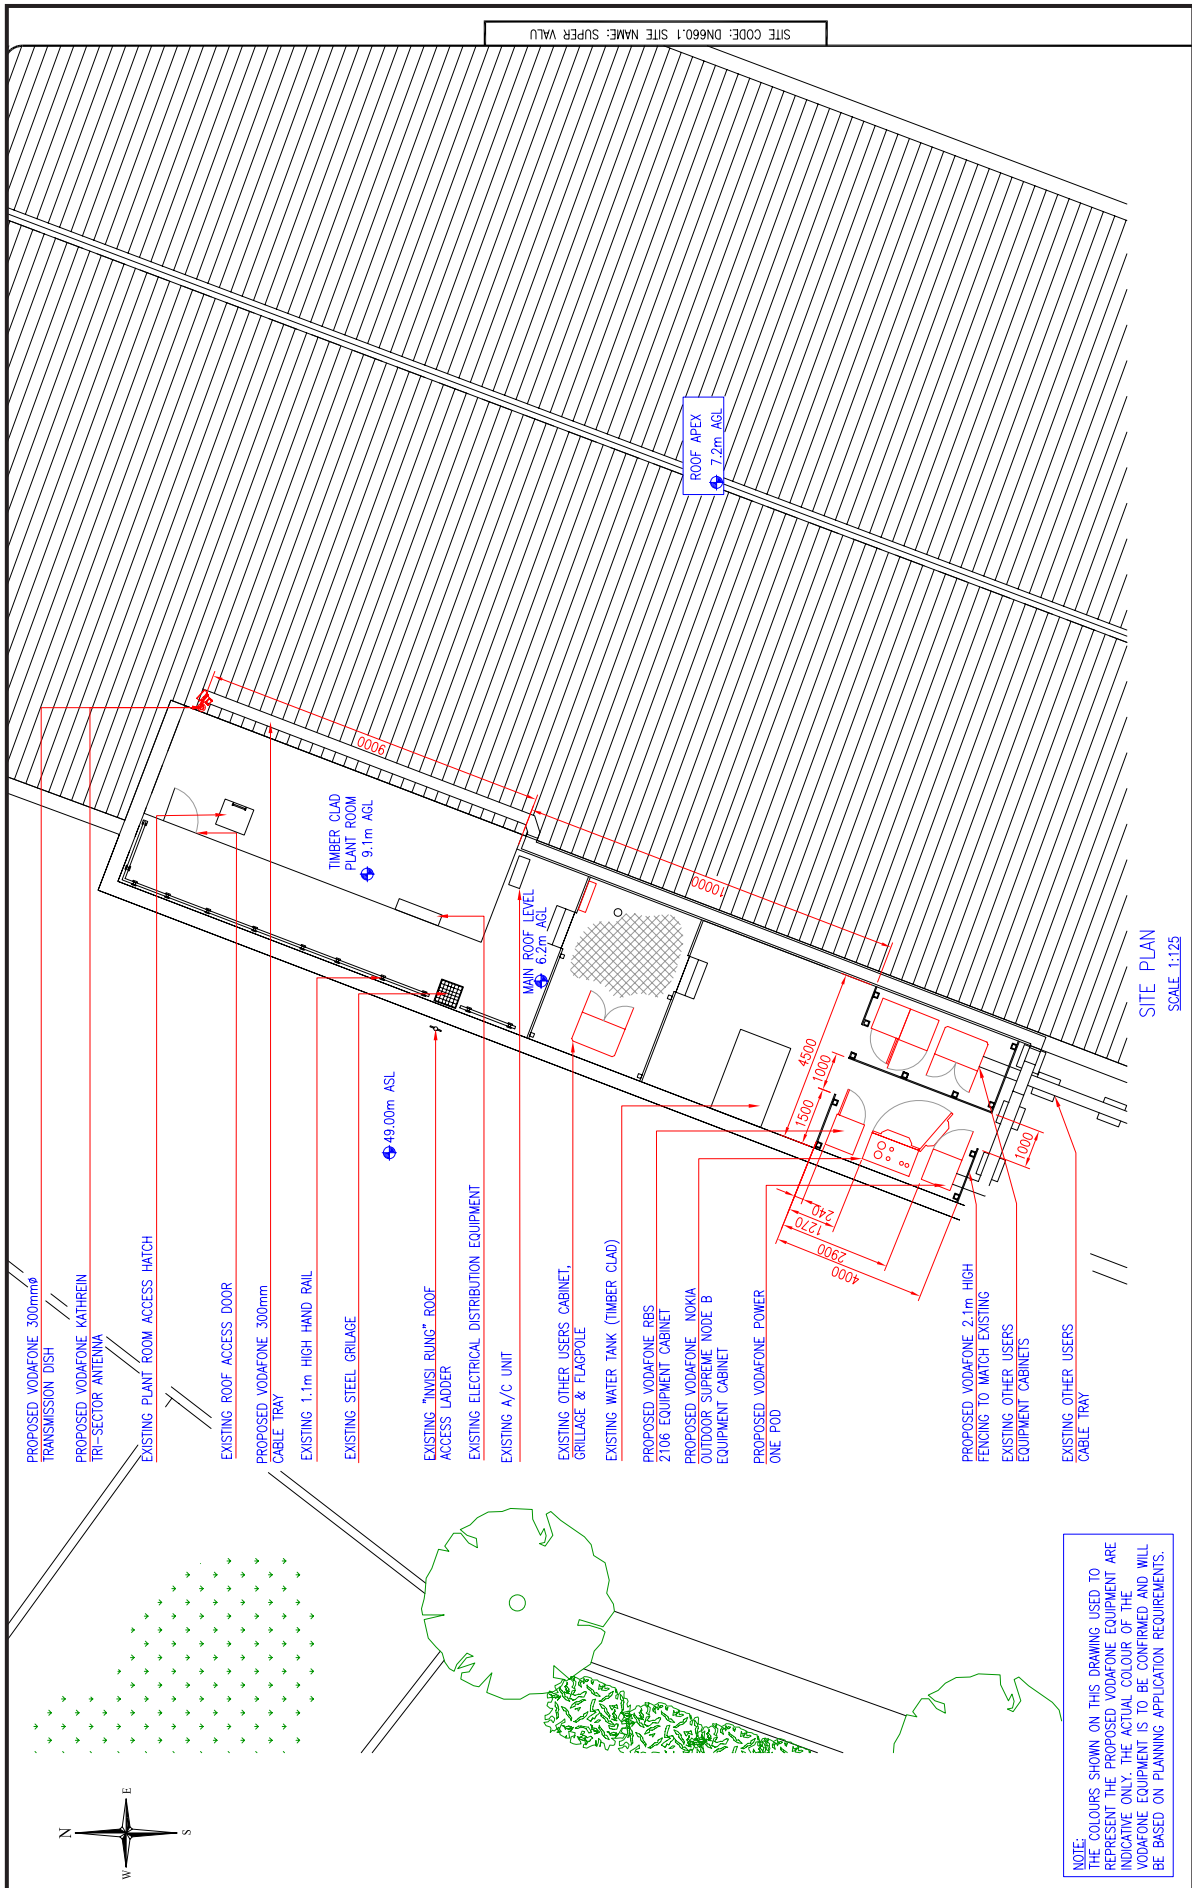 SITE CODE: DN660.1 SITE NAME: SUPER VALU
PROPOSED VODAFONE 300mmø
TRANSMISSION DISH
PROPOSED VODAFONE KATHREIN
TRI-SECTOR ANTENNA
EXISTING PLANT ROOM ACCESS HATCH
EXISTING ROOF ACCESS DOOR
PROPOSED VODAFONE 300mm
CABLE TRAY
EXISTING 1.1m HIGH HAND RAIL
EXISTING STEEL GRILAGE
EXISTING "INVISI RUNG" ROOF
ACCESS LADDER
EXISTING ELECTRICAL DISTRIBUTION EQUIPMENT
EXISTING A/C UNIT
EXISTING OTHER USERS CABINET,
GRILLAGE & FLAGPOLE
EXISTING WATER TANK (TIMBER CLAD)
PROPOSED VODAFONE RBS
2106 EQUIPMENT CABINET
PROPOSED VODAFONE NOKIA
OUTDOOR SUPREME NODE B
EQUIPMENT CABINET
PROPOSED VODAFONE POWER
ONE POD
PROPOSED VODAFONE 2.1m HIGH
FENCING TO MATCH EXISTING
EXISTING OTHER USERS
EQUIPMENT CABINETS
EXISTING OTHER USERS
CABLE TRAY
TIMBER CLAD
PLANT ROOM
9.1m AGL
MAIN ROOF LEVEL
6.2m AGL
49.00m ASL
ROOF APEX
7.2m AGL
9000
10000
4500
1000
1500
1000
240
1270
2900
4000
SITE PLAN
SCALE 1:125
N
E
S
W
NOTE:
THE COLOURS SHOWN ON THIS DRAWING USED TO
REPRESENT THE PROPOSED VODAFONE EQUIPMENT ARE
INDICATIVE ONLY. THE ACTUAL COLOUR OF THE
VODAFONE EQUIPMENT IS TO BE CONFIRMED AND WILL
BE BASED ON PLANNING APPLICATION REQUIREMENTS.